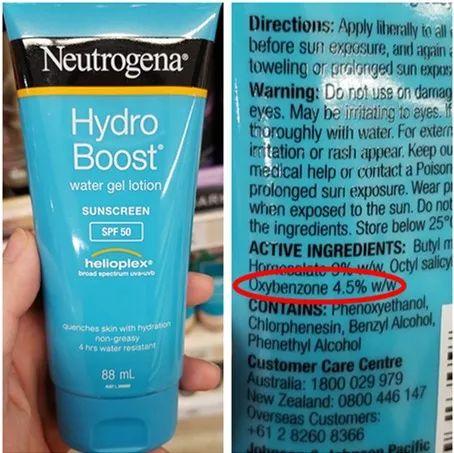 Neutrogena®
Hydro
Boost®
water gel lotion
SUNSCREEN
SPF 50
helioplex®
broad spectrum uva·uvb
quenches skin with hydration
non-greasy
4 hrs water resistant
88 mL
Directions: Apply liberally to all
before sun exposure, and again
toweling or prolonged sun
Warning: Do not use on
eyes. May be irritating to eyes.
thoroughly with water. For
irritation or rash appear. Keep
medical help or contact a Poison
prolonged sun exposure. Wear
when exposed to the sun. Do not
the ingredients. Store below 25°
ACTIVE INGREDIENTS: Butyl
Homosalate 9% w/w, Octyl
Oxybenzone 4.5% w/w
CONTAINS: Phenoxyethanol,
Chlorphenesin, Benzyl Alcohol,
Phenethyl Alcohol
Customer Care Centre
Australia: 1800 029 979
New Zealand: 0800 446 147
Overseas Customers:
+61 2 8260 8366
Johnson & Johnson Pacific